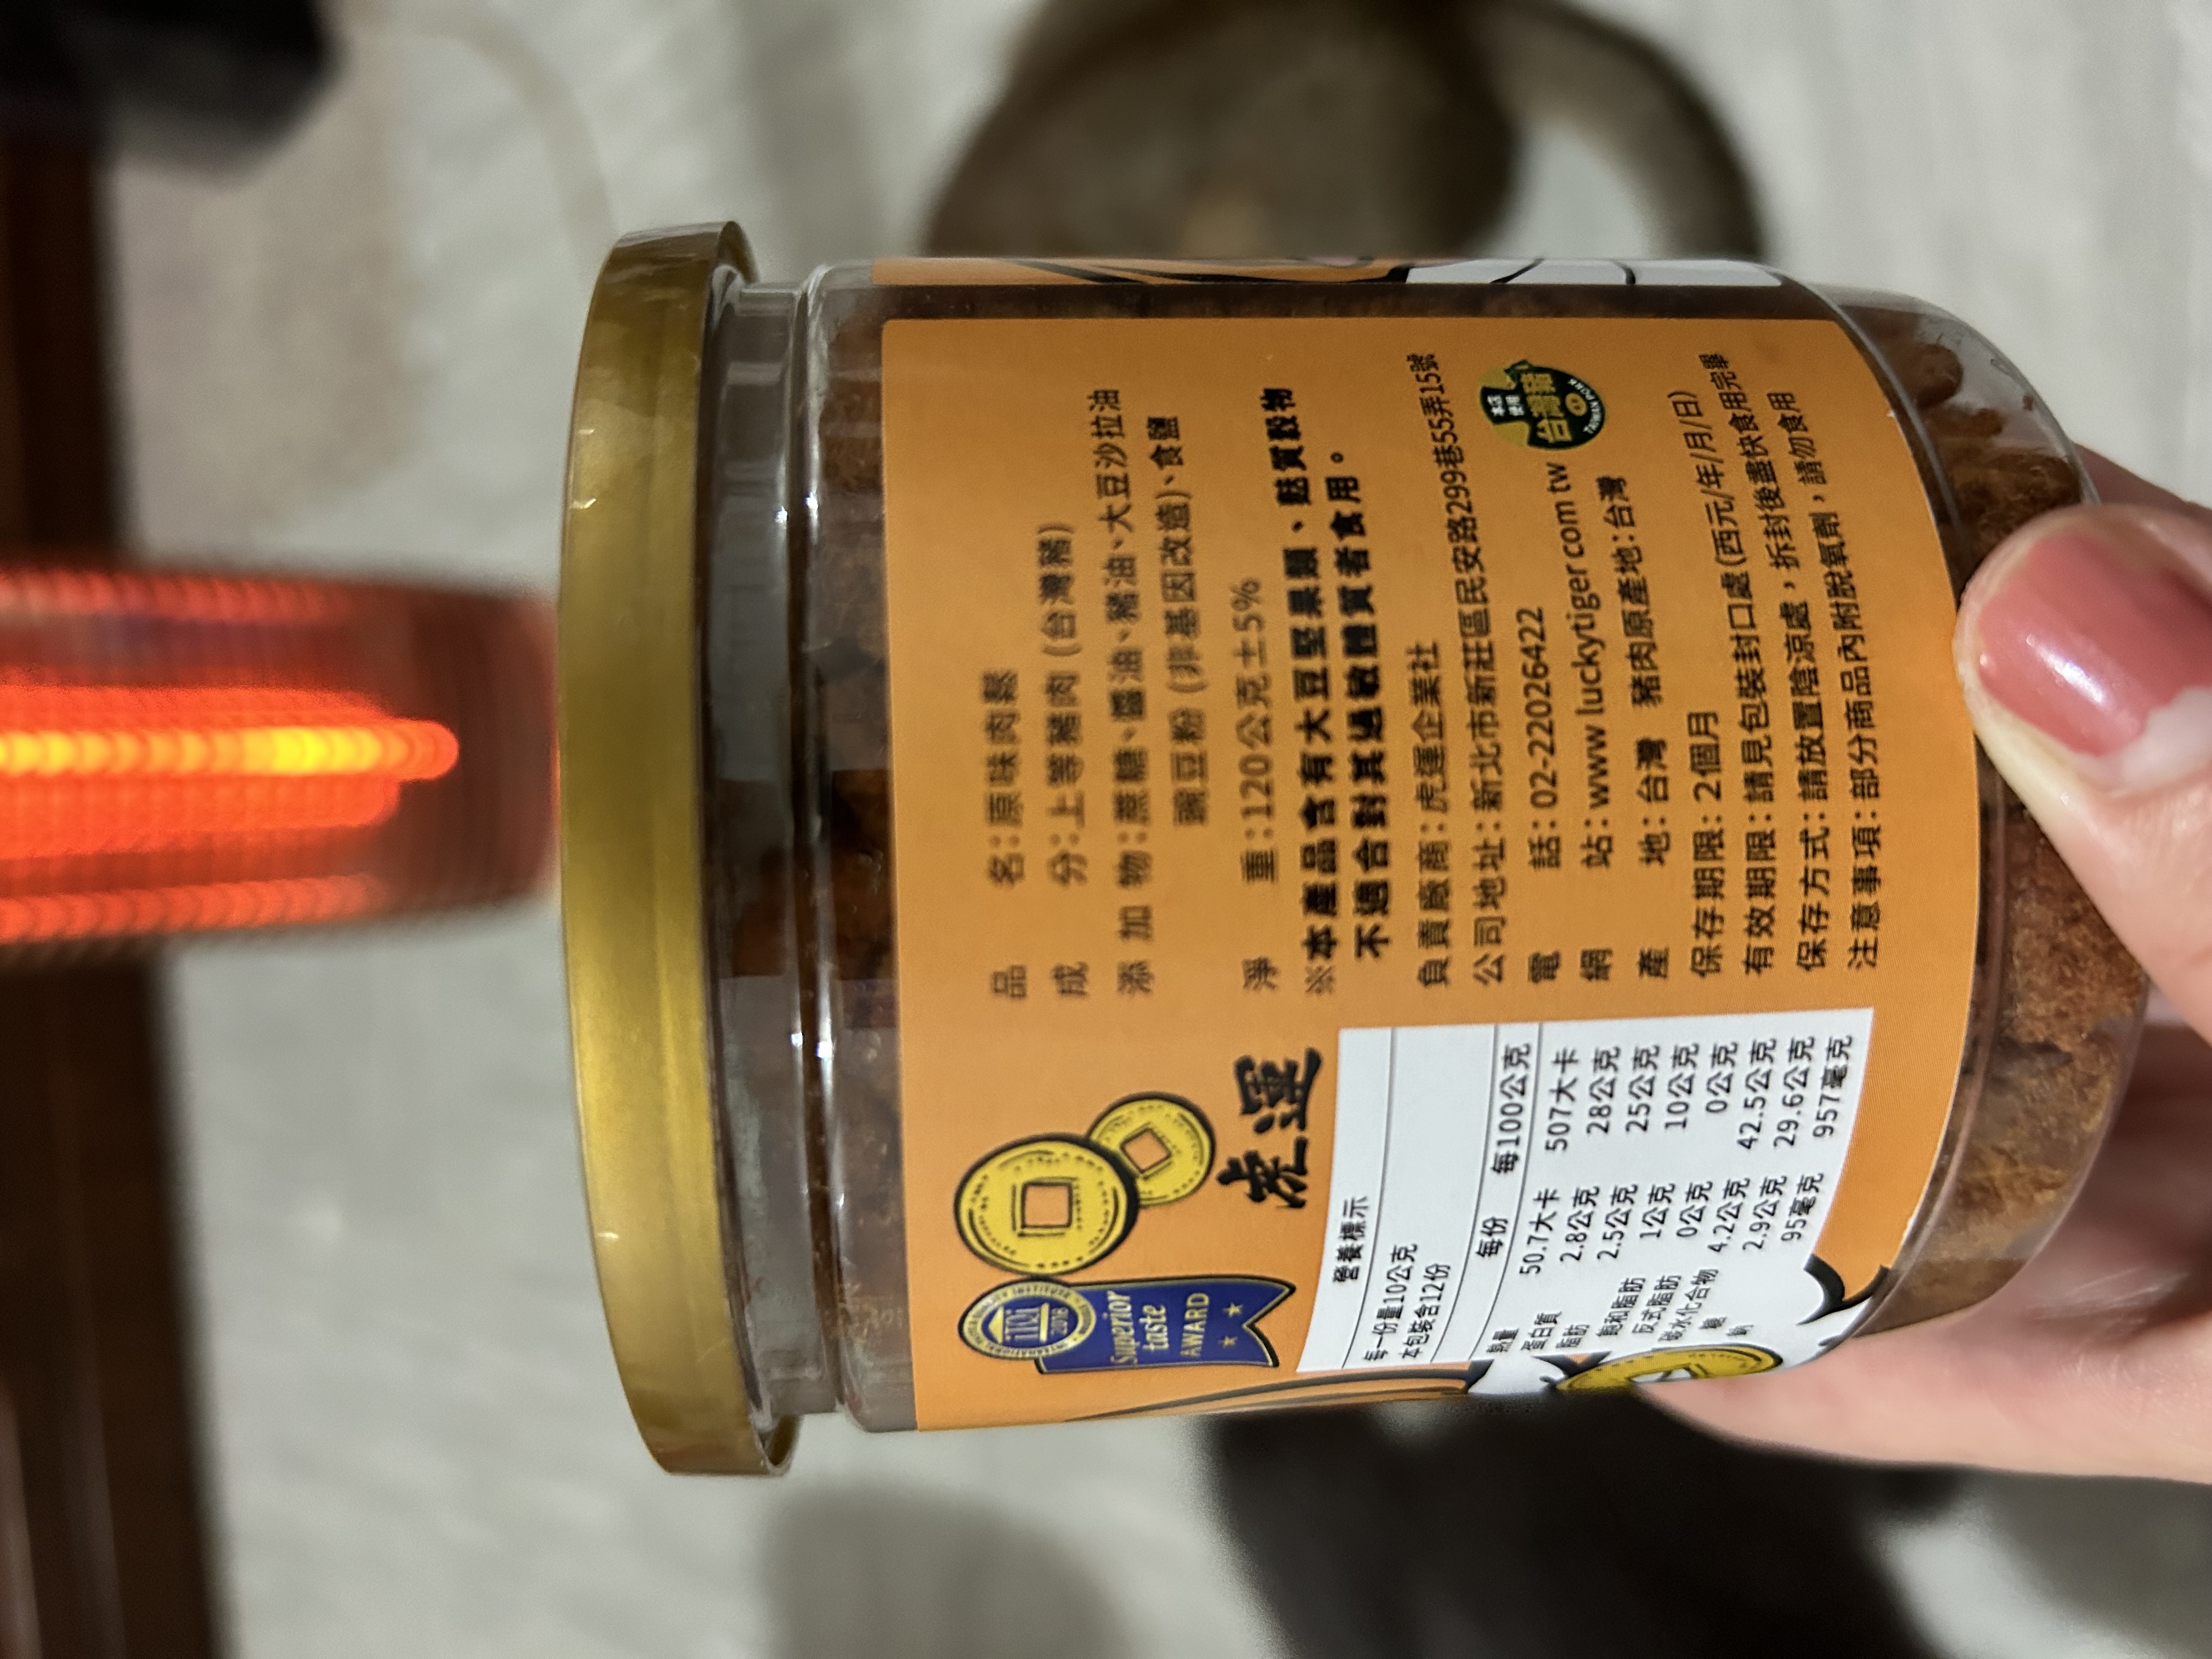 iTQi
2018
INTERNATIONAL
Superior
taste
AWARD
虎運
品　　名：原味肉鬆
成　　分：上等豬肉 (台灣豬)
添 加 物：蔗糖、醬油、豬油、大豆沙拉油
豌豆粉 (非基因改造)、食鹽
淨　　重：120公克±5%
※本產品含有大豆堅果類、麩質穀物
不適合對其過敏體質者食用。
負責廠商：虎運企業社
公司地址：新北市新莊區民安路299巷55弄15號
電　　話：02-22026422
網　　站：www.luckytiger.com.tw
產　　地：台灣　豬肉原產地：台灣
保存期限：2個月
有效期限：請見包裝封口處(西元/年/月/日)
保存方式：請放置陰涼處，拆封後盡快食用完畢
注意事項：部分商品內附脫氧劑，請勿食用
本店
使用
台灣豬
TAIWAN PORK
營養標示
每一份量10公克
本包裝含12份
每份　每100公克
熱量　50.7大卡　507大卡
蛋白質　2.8公克　28公克
脂肪　2.5公克　25公克
飽和脂肪　1公克　10公克
反式脂肪　0公克　0公克
碳水化合物　4.2公克　42.5公克
糖　2.9公克　29.6公克
鈉　95毫克　957毫克